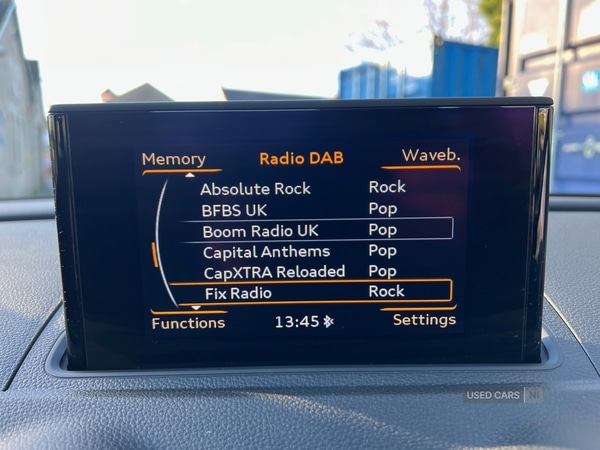 Memory Radio DAB Waveb.
Absolute Rock Rock
BFBS UK Pop
Boom Radio UK Pop
Capital Anthems Pop
CapXTRA Reloaded Pop
Fix Radio Rock
Functions 13:45 Settings
USED CARS NI